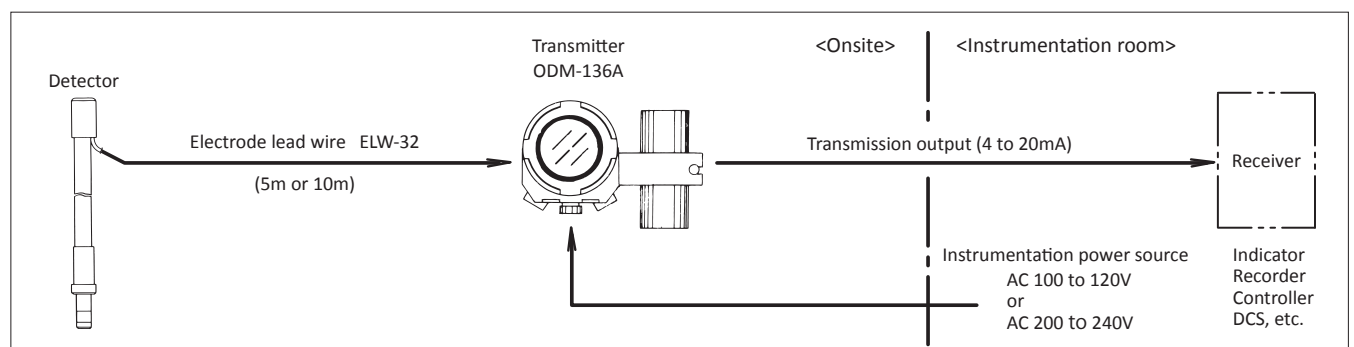 Detector
Electrode lead wire   ELW-32
(5m or 10m)
Transmitter
ODM-136A
<Onsite>
<Instrumentation room>
Transmission output (4 to 20mA)
Receiver
Instrumentation power source
AC 100 to 120V
or
AC 200 to 240V
Indicator
Recorder
Controller
DCS, etc.